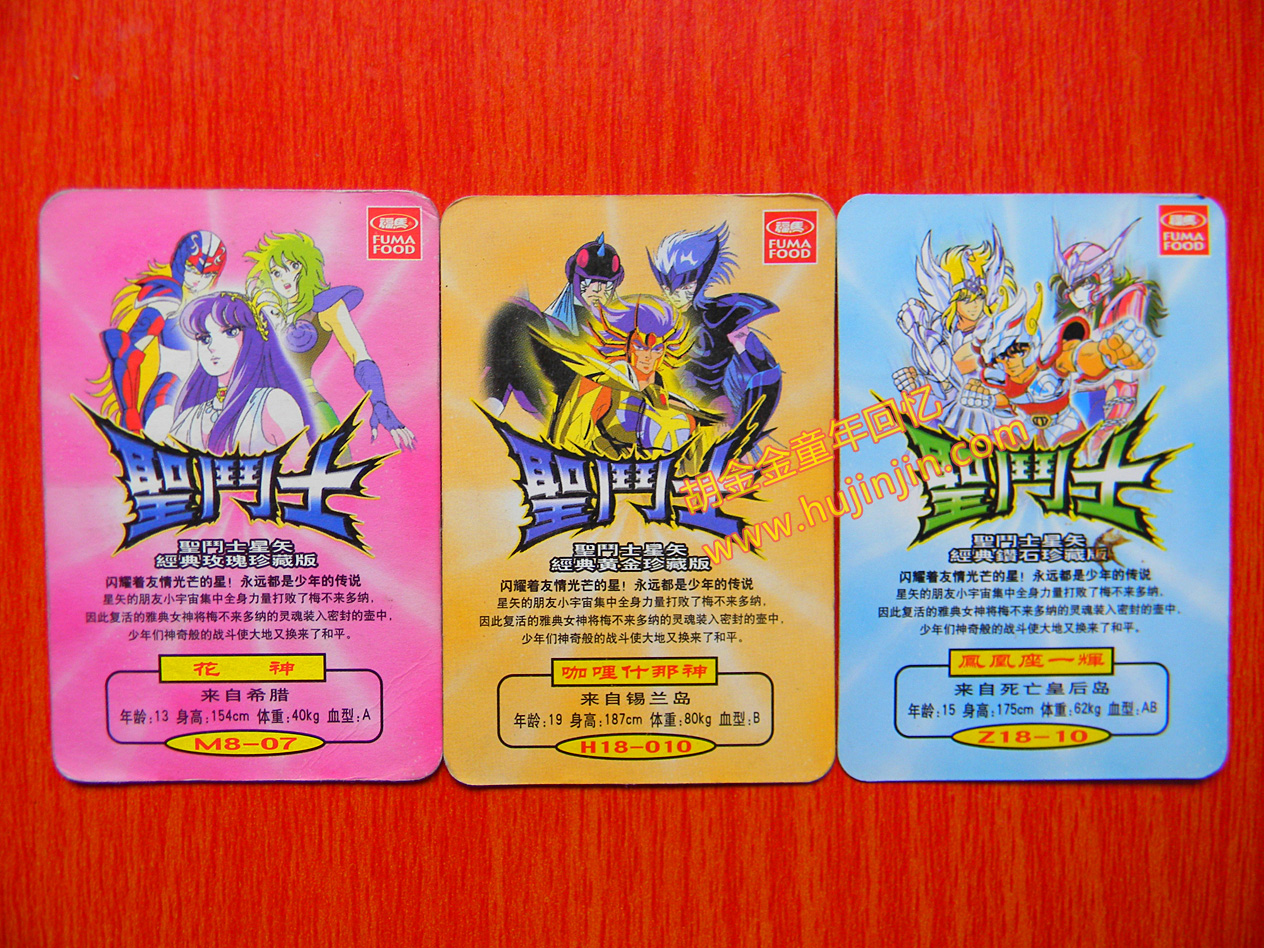 福馬
FUMA
FOOD
聖鬥士
聖鬥士星矢
經典玫瑰珍藏版
闪耀着友情光芒的星！永远都是少年的传说
星矢的朋友小宇宙集中全身力量打败了梅不来多纳，
因此复活的雅典女神将梅不来多纳的灵魂装入密封的壶中，
少年们神奇般的战斗使大地又换来了和平。
花 神
来自希腊
年龄:13 身高:154cm 体重:40kg 血型:A
M8-07
福馬
FUMA
FOOD
聖鬥士
聖鬥士星矢
經典黃金珍藏版
闪耀着友情光芒的星！永远都是少年的传说
星矢的朋友小宇宙集中全身力量打败了梅不来多纳，
因此复活的雅典女神将梅不来多纳的灵魂装入密封的壶中，
少年们神奇般的战斗使大地又换来了和平。
咖哩什那神
来自锡兰岛
年龄:19 身高:187cm 体重:80kg 血型:B
H18-010
福馬
FUMA
FOOD
聖鬥士
聖鬥士星矢
經典鑽石珍藏版
闪耀着友情光芒的星！永远都是少年的传说
星矢的朋友小宇宙集中全身力量打败了梅不来多纳，
因此复活的雅典女神将梅不来多纳的灵魂装入密封的壶中，
少年们神奇般的战斗使大地又换来了和平。
鳳凰座一輝
来自死亡皇后岛
年龄:15 身高:175cm 体重:62kg 血型:AB
Z18-10
胡金金童年回忆
www.hujinjin.com